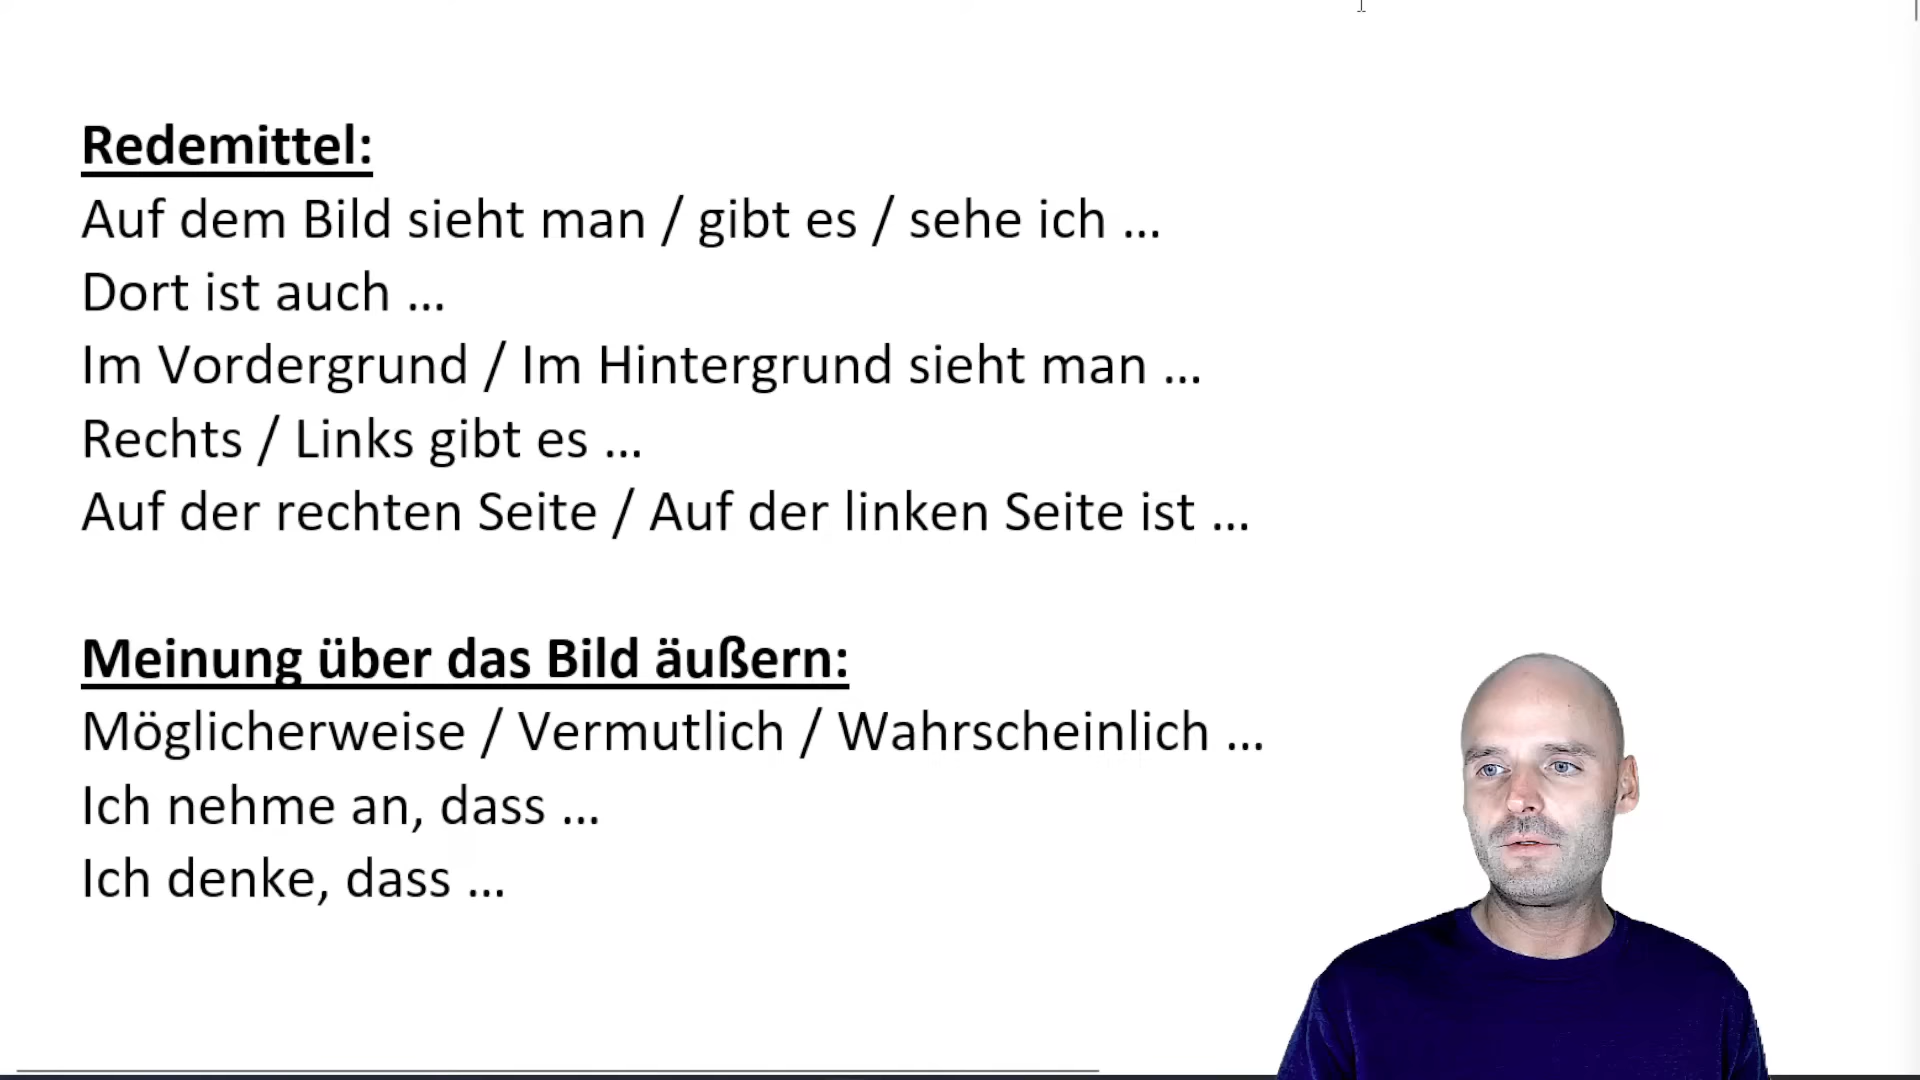 Redemittel:
Auf dem Bild sieht man / gibt es / sehe ich ...
Dort ist auch ...
Im Vordergrund / Im Hintergrund sieht man ...
Rechts / Links gibt es ...
Auf der rechten Seite / Auf der linken Seite ist ...
Meinung über das Bild äußern:
Möglicherweise / Vermutlich / Wahrscheinlich ...
Ich nehme an, dass ...
Ich denke, dass ...